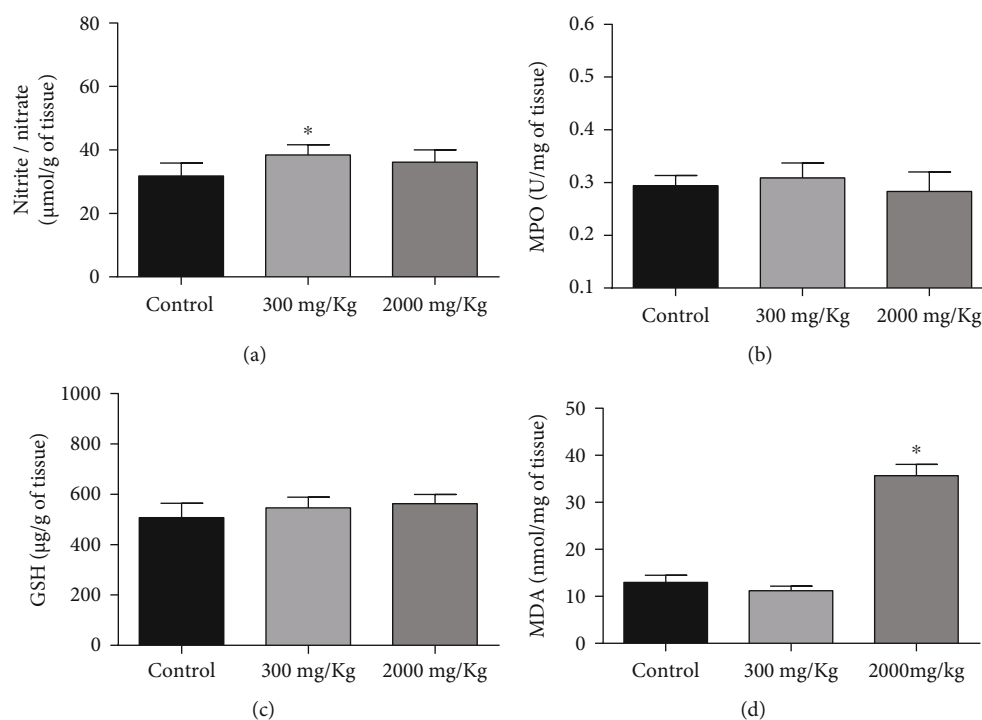 Nitrite / nitrate
(μmol/g of tissue)
80
60
40
20
0
*
Control
300 mg/Kg
2000 mg/Kg
(a)
MPO (U/mg of tissue)
0.6
0.5
0.4
0.3
0.2
0.1
Control
300 mg/Kg
2000 mg/Kg
(b)
GSH (μg/g of tissue)
1000
800
600
400
200
0
Control
300 mg/Kg
2000 mg/Kg
(c)
MDA (nmol/mg of tissue)
50
40
30
20
10
0
*
Control
300 mg/Kg
2000mg/kg
(d)